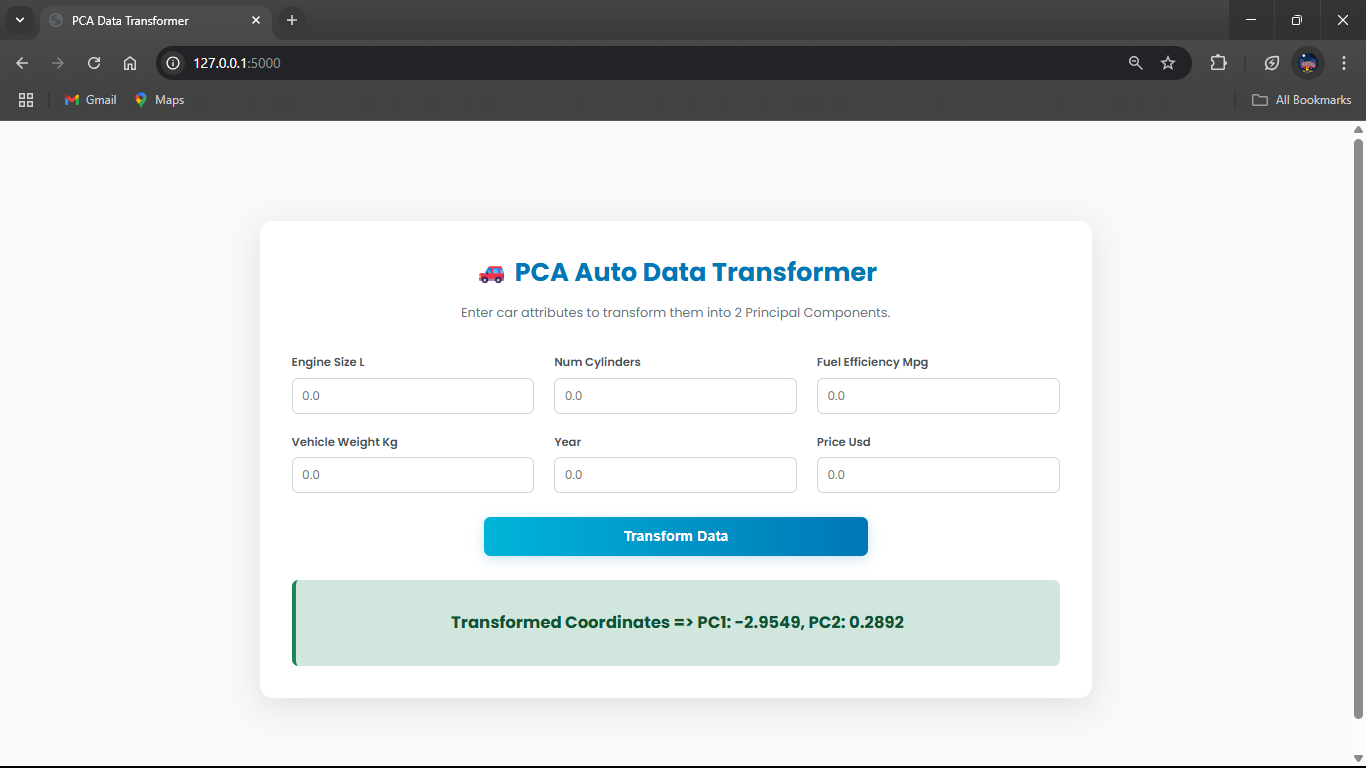 PCA Data Transformer
127.0.0.1:5000
Gmail
Maps
All Bookmarks
PCA Auto Data Transformer
Enter car attributes to transform them into 2 Principal Components.
Engine Size L
Num Cylinders
Fuel Efficiency Mpg
0.0
0.0
0.0
Vehicle Weight Kg
Year
Price Usd
0.0
0.0
0.0
Transform Data
Transformed Coordinates => PC1: -2.9549, PC2: 0.2892